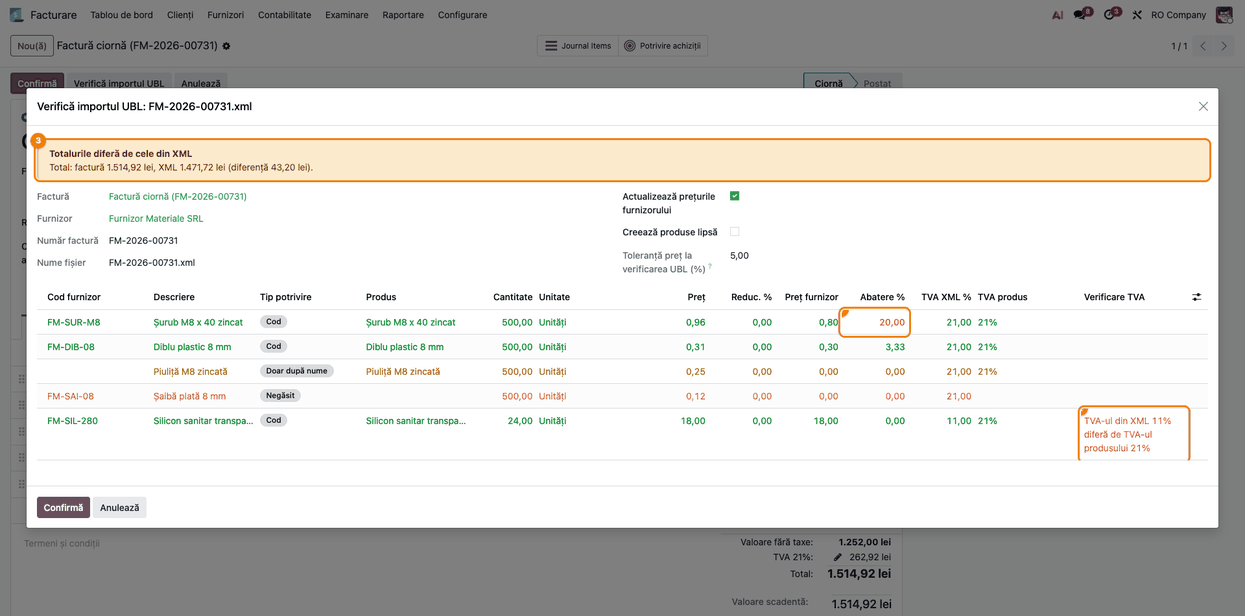 Facturare Tablou de bord Clienți Furnizori Contabilitate Examinare Raportare Configurare AI 8 3 RO Company
Nou(ă) Factură ciornă (FM-2026-00731) Journal Items Potrivire achiziții 1 / 1
Confirmă Verifică importul UBL Anulează Ciornă Postat
Verifică importul UBL: FM-2026-00731.xml
3
Totalurile diferă de cele din XML
Total: factură 1.514,92 lei, XML 1.471,72 lei (diferență 43,20 lei).
Factură Factură ciornă (FM-2026-00731)
Furnizor Furnizor Materiale SRL
Număr factură FM-2026-00731
Nume fișier FM-2026-00731.xml
Actualizează prețurile
furnizorului
Creează produse lipsă
Toleranță preț la 5,00
verificarea UBL (%) ?
Cod furnizor Descriere Tip potrivire Produs Cantitate Unitate Preț Reduc. % Preț furnizor Abatere % TVA XML % TVA produs Verificare TVA
FM-SUR-M8 Șurub M8 x 40 zincat Cod Șurub M8 x 40 zincat 500,00 Unități 0,96 0,00 0,80 20,00 21,00 21%
FM-DIB-08 Diblu plastic 8 mm Cod Diblu plastic 8 mm 500,00 Unități 0,31 0,00 0,30 3,33 21,00 21%
Piuliță M8 zincată Doar după nume Piuliță M8 zincată 500,00 Unități 0,25 0,00 0,00 0,00 21,00 21%
FM-SAI-08 Șaibă plată 8 mm Negăsit 500,00 Unități 0,12 0,00 0,00 0,00 21,00
FM-SIL-280 Silicon sanitar transpa... Cod Silicon sanitar transpa... 24,00 Unități 18,00 0,00 18,00 0,00 11,00 21% TVA-ul din XML 11%
diferă de TVA-ul
produsului 21%
Confirmă Anulează
Termeni și condiții
Valoare fără taxe: 1.252,00 lei
TVA 21%: 262,92 lei
Total: 1.514,92 lei
Valoare scadentă: 1.514,92 lei